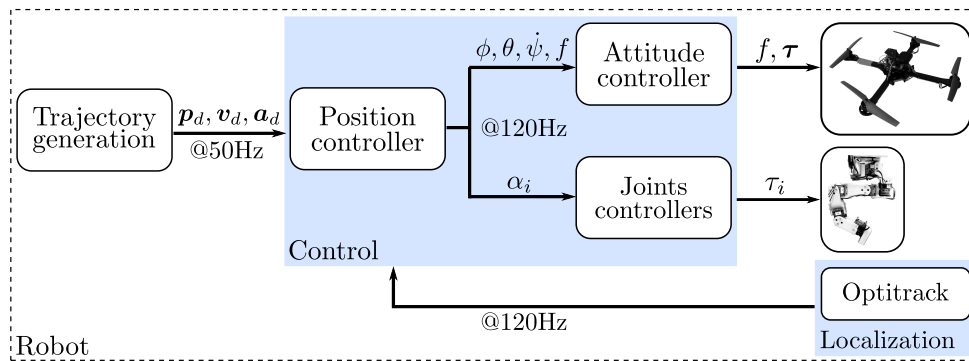 Trajectory
generation
𝒑_d, 𝒗_d, 𝒂_d
@50Hz
Position
controller
ϕ, θ, ψ̇, f
@120Hz
α_i
Attitude
controller
Joints
controllers
f, 𝝉
τ_i
Control
@120Hz
Optitrack
Localization
Robot